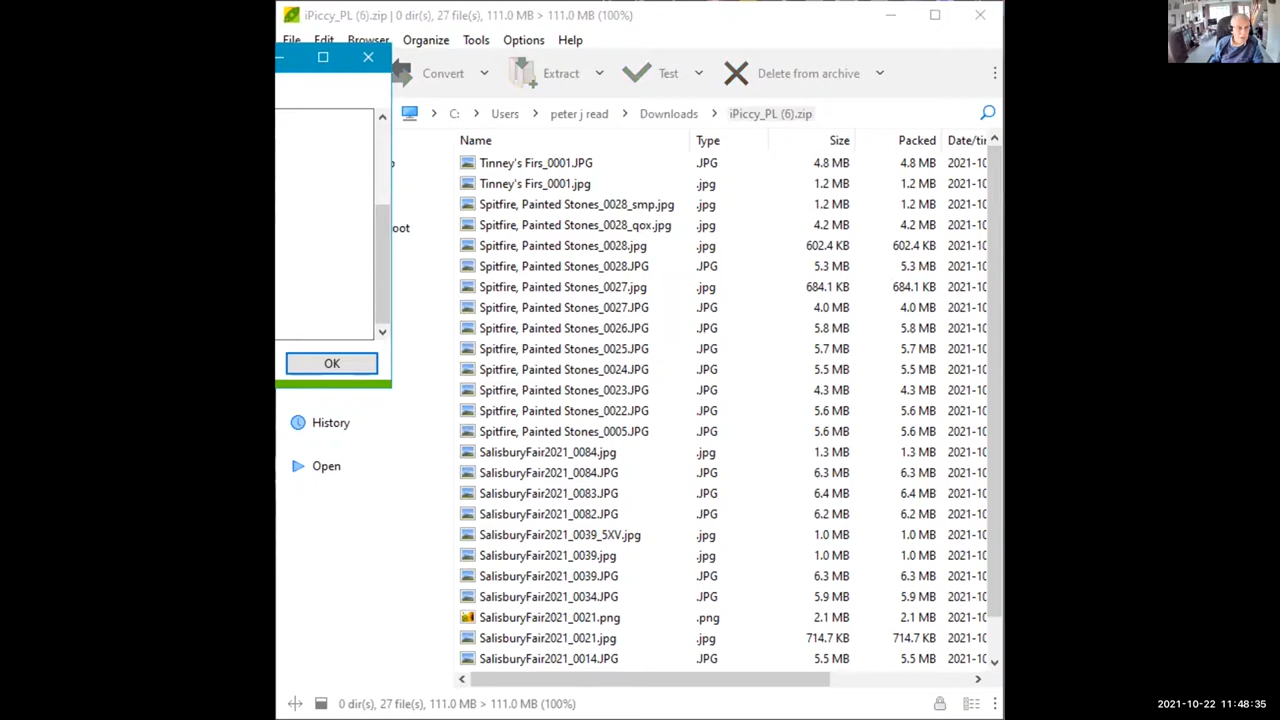 iPiccy_PL (6).zip | 0 dir(s), 27 file(s), 111.0 MB > 111.0 MB (100%)
File Edit Browser Organize Tools Options Help
Convert Extract Test Delete from archive
C: Users peter j read Downloads iPiccy_PL (6).zip
Name Type Size Packed
Tinney's Firs_0001.JPG .JPG 4.8 MB 4.8 MB 2021-10
Tinney's Firs_0001.jpg .jpg 1.2 MB 1.2 MB 2021-10
Spitfire, Painted Stones_0028_smp.jpg .jpg 1.2 MB 1.2 MB 2021-10
Spitfire, Painted Stones_0028_qox.jpg .jpg 4.2 MB 4.2 MB 2021-10
oot
Spitfire, Painted Stones_0028.jpg .jpg 602.4 KB 602.4 KB 2021-10
Spitfire, Painted Stones_0028.JPG .JPG 5.3 MB 5.3 MB 2021-10
Spitfire, Painted Stones_0027.jpg .jpg 684.1 KB 684.1 KB 2021-10
Spitfire, Painted Stones_0027.JPG .JPG 4.0 MB 4.0 MB 2021-10
Spitfire, Painted Stones_0026.JPG .JPG 5.8 MB 5.8 MB 2021-10
Spitfire, Painted Stones_0025.JPG .JPG 5.7 MB 5.7 MB 2021-10
OK
Spitfire, Painted Stones_0024.JPG .JPG 5.5 MB 5.5 MB 2021-10
Spitfire, Painted Stones_0023.JPG .JPG 4.3 MB 4.3 MB 2021-10
Spitfire, Painted Stones_0022.JPG .JPG 5.6 MB 5.6 MB 2021-10
History
Spitfire, Painted Stones_0005.JPG .JPG 5.6 MB 5.6 MB 2021-10
SalisburyFair2021_0084.jpg .jpg 1.3 MB 1.3 MB 2021-10
Open
SalisburyFair2021_0084.JPG .JPG 6.3 MB 6.3 MB 2021-10
SalisburyFair2021_0083.JPG .JPG 6.4 MB 6.4 MB 2021-10
SalisburyFair2021_0082.JPG .JPG 6.2 MB 6.2 MB 2021-10
SalisburyFair2021_0039_5XV.jpg .jpg 1.0 MB 1.0 MB 2021-10
SalisburyFair2021_0039.jpg .jpg 1.0 MB 1.0 MB 2021-10
SalisburyFair2021_0039.JPG .JPG 6.3 MB 6.3 MB 2021-10
SalisburyFair2021_0034.JPG .JPG 5.9 MB 5.9 MB 2021-10
SalisburyFair2021_0021.png .png 2.1 MB 2.1 MB 2021-10
SalisburyFair2021_0021.jpg .jpg 714.7 KB 714.7 KB 2021-10
SalisburyFair2021_0014.JPG .JPG 5.5 MB 5.5 MB 2021-10
0 dir(s), 27 file(s), 111.0 MB > 111.0 MB (100%)
2021-10-22 11:48:35